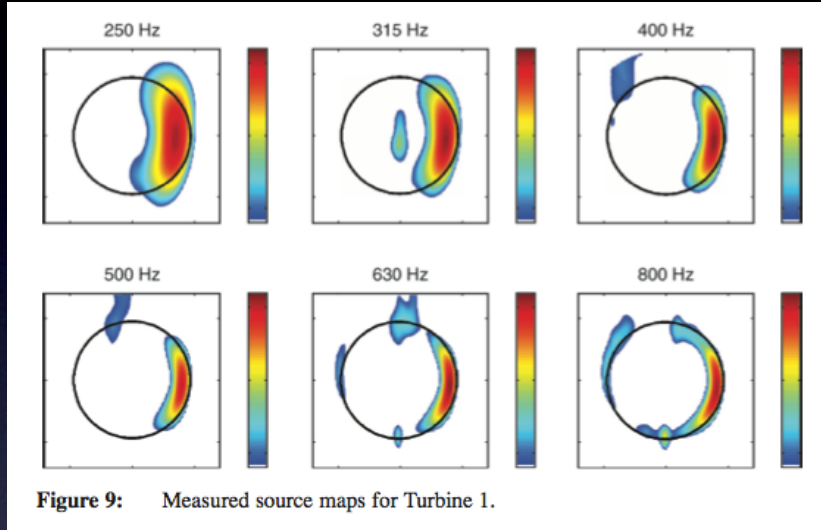 250 Hz
315 Hz
400 Hz
500 Hz
630 Hz
800 Hz
Figure 9: Measured source maps for Turbine 1.